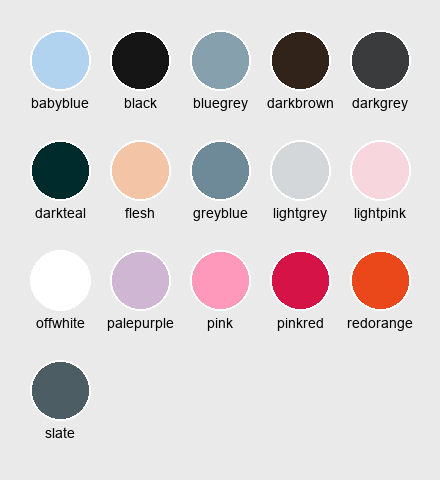 babyblue black bluegrey darkbrown darkgrey
darkteal flesh greyblue lightgrey lightpink
offwhite palepurple pink pinkred redorange
slate